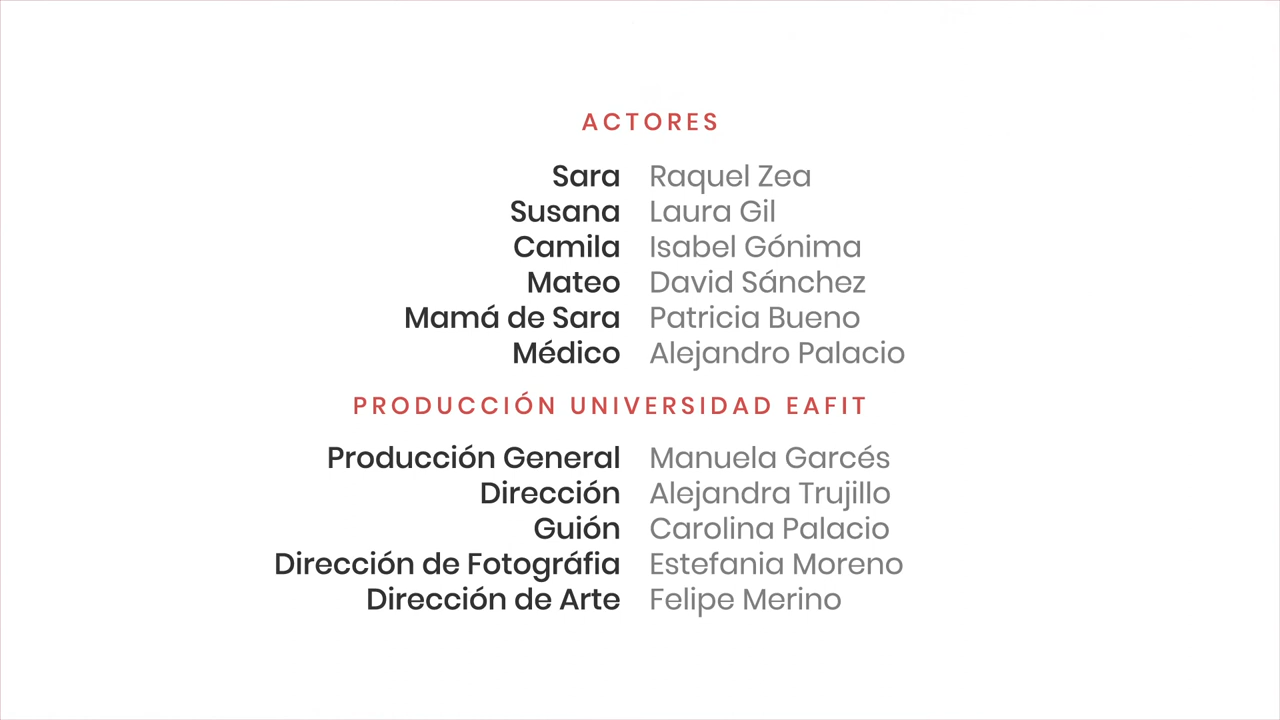 ACTORES
Sara Raquel Zea
Susana Laura Gil
Camila Isabel Gónima
Mateo David Sánchez
Mamá de Sara Patricia Bueno
Médico Alejandro Palacio
PRODUCCIÓN UNIVERSIDAD EAFIT
Producción General Manuela Garcés
Dirección Alejandra Trujillo
Guión Carolina Palacio
Dirección de Fotográfia Estefania Moreno
Dirección de Arte Felipe Merino